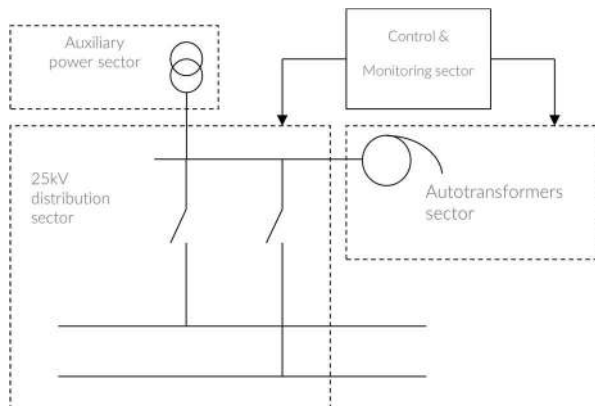 Auxiliary
power sector
Control &
Monitoring sector
25kV
distribution
sector
Autotransformers
sector